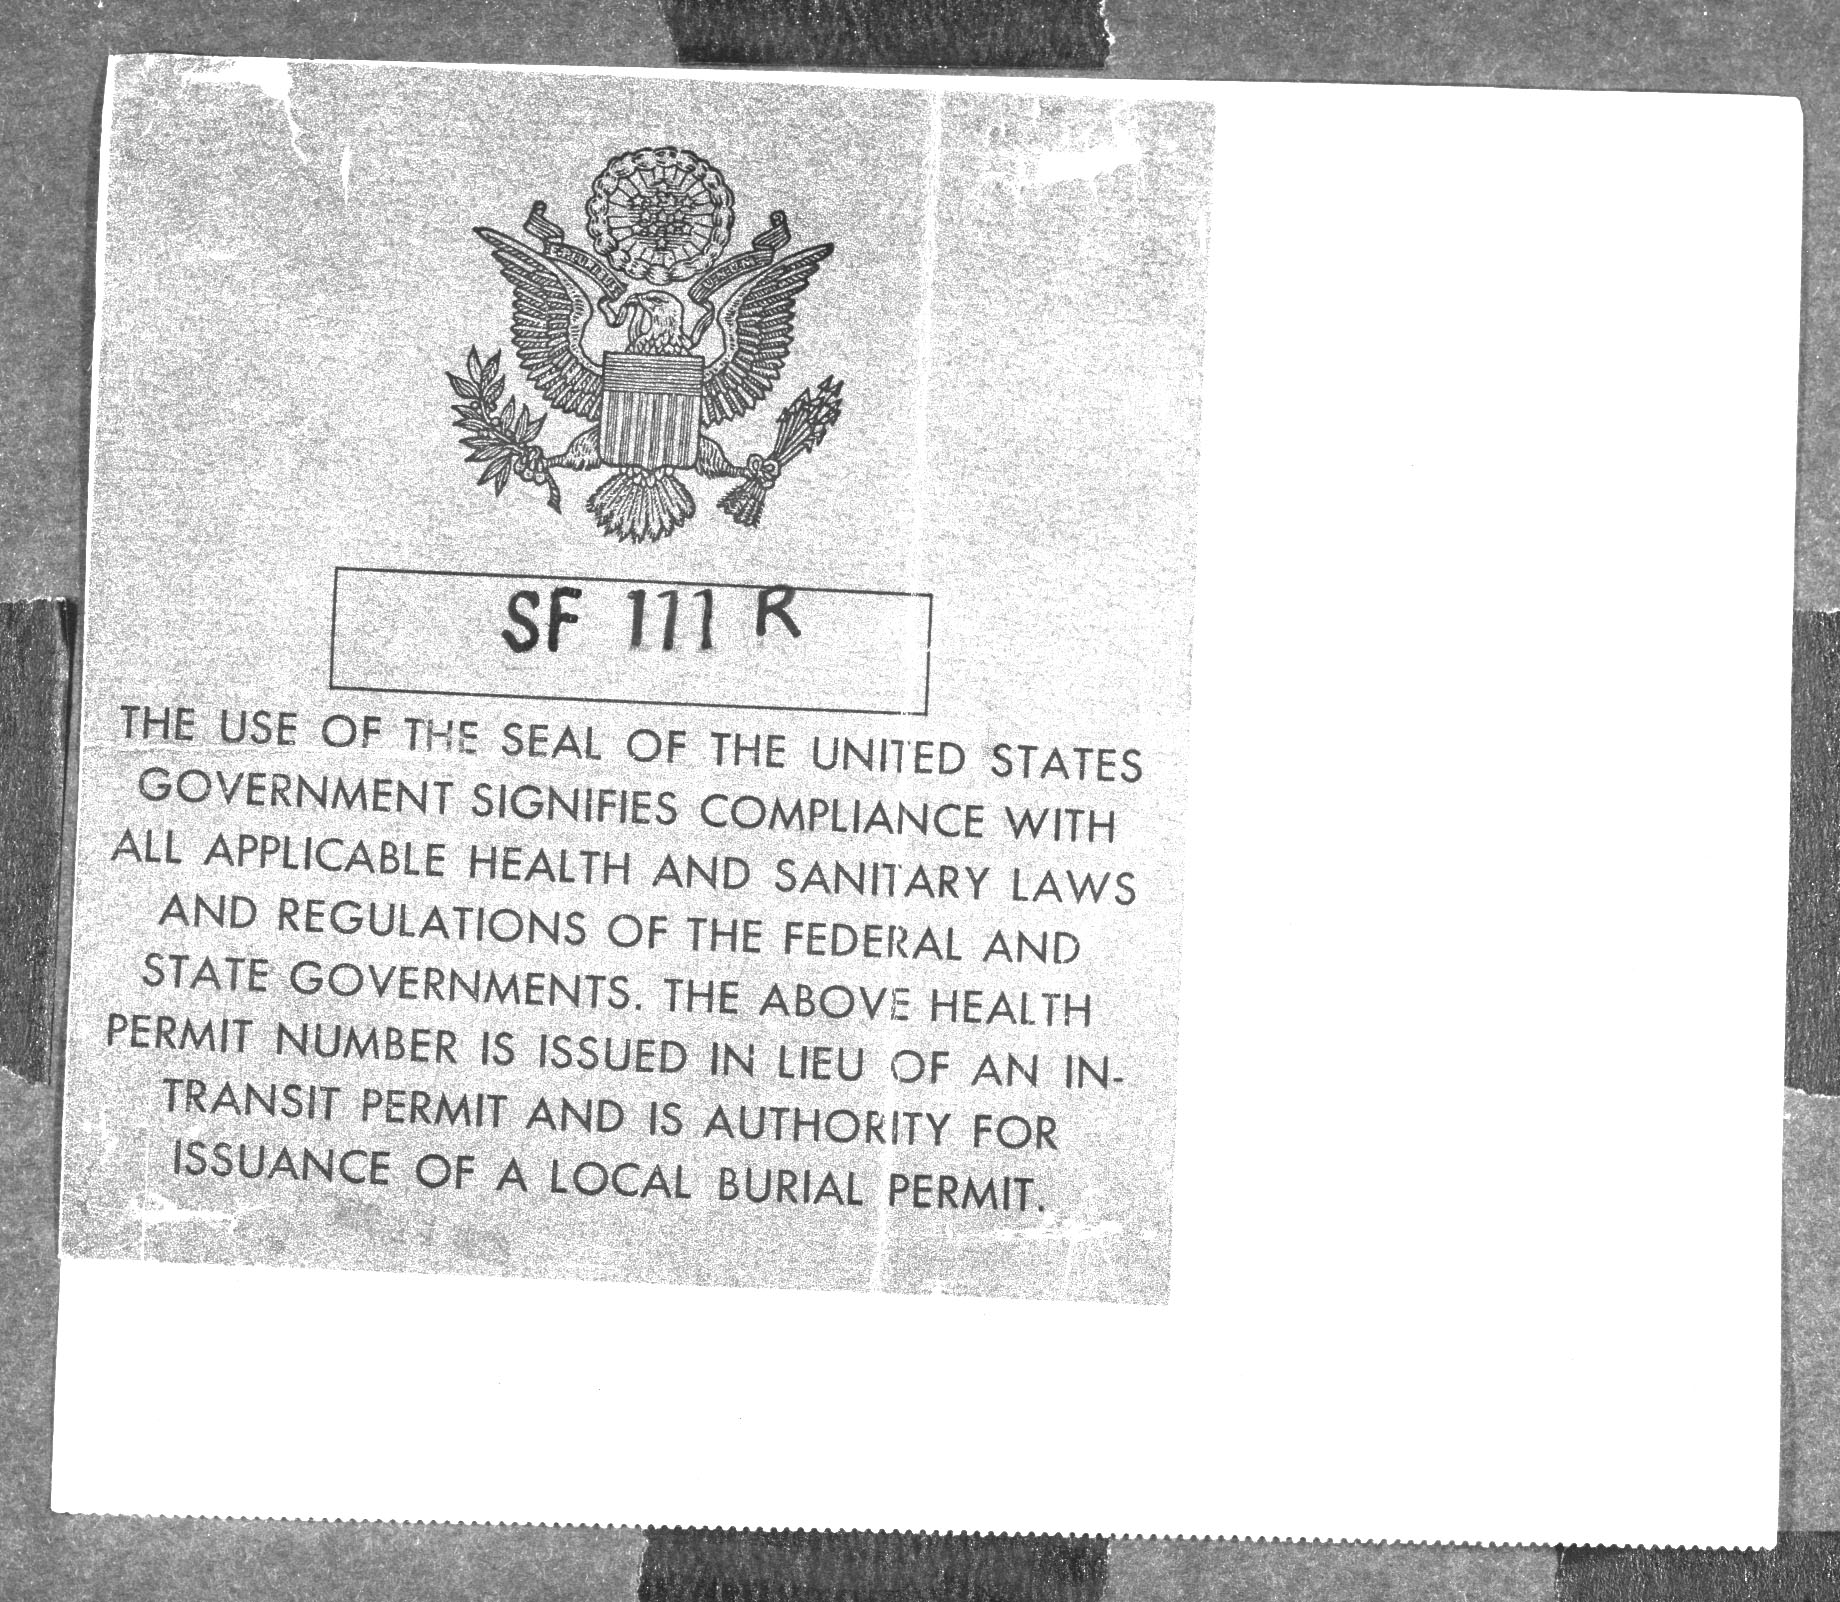 SF 111 R
THE USE OF THE SEAL OF THE UNITED STATES
GOVERNMENT SIGNIFIES COMPLIANCE WITH
ALL APPLICABLE HEALTH AND SANITARY LAWS
AND REGULATIONS OF THE FEDERAL AND
STATE GOVERNMENTS. THE ABOVE HEALTH
PERMIT NUMBER IS ISSUED IN LIEU OF AN IN-
TRANSIT PERMIT AND IS AUTHORITY FOR
ISSUANCE OF A LOCAL BURIAL PERMIT.